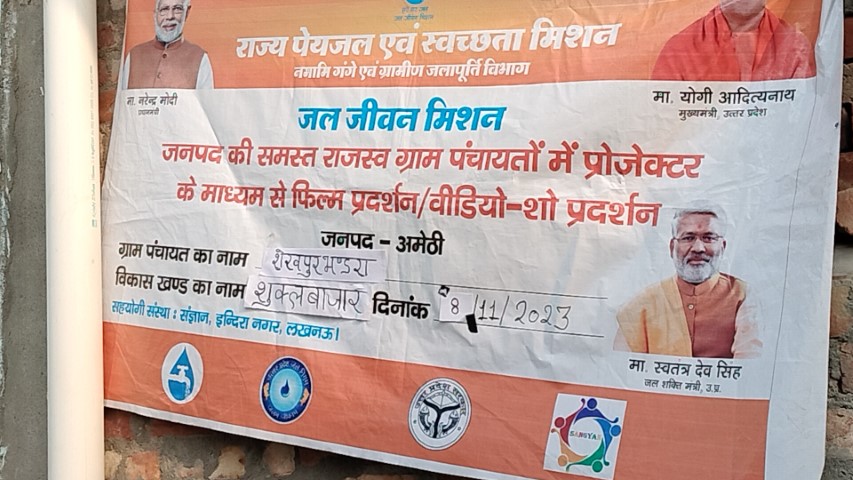 राज्य पेयजल एवं स्वच्छता मिशन
नमामि गंगे एवं ग्रामीण जलापूर्ति विभाग
मा. नरेन्द्र मोदी
प्रधानमंत्री
मा. योगी आदित्यनाथ
मुख्यमंत्री, उत्तर प्रदेश
जल जीवन मिशन
जनपद की समस्त राजस्व ग्राम पंचायतों में प्रोजेक्टर
के माध्यम से फिल्म प्रदर्शन/वीडियो-शो प्रदर्शन
जनपद - अमेठी
ग्राम पंचायत का नाम शेखपुरभण्डरा
विकास खण्ड का नाम शुक्लबाजार दिनांक 8/11/2023
सहयोगी संस्था : संज्ञान, इन्दिरा नगर, लखनऊ।
मा. स्वतंत्र देव सिंह
जल शक्ति मंत्री, उ.प्र.